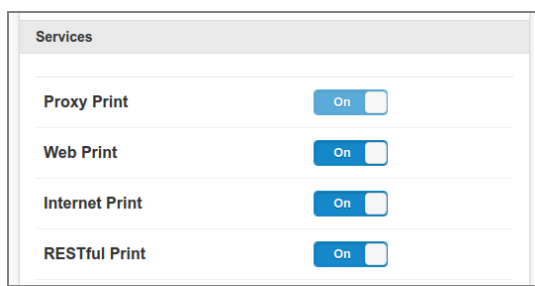 Services
Proxy Print On
Web Print On
Internet Print On
RESTful Print On